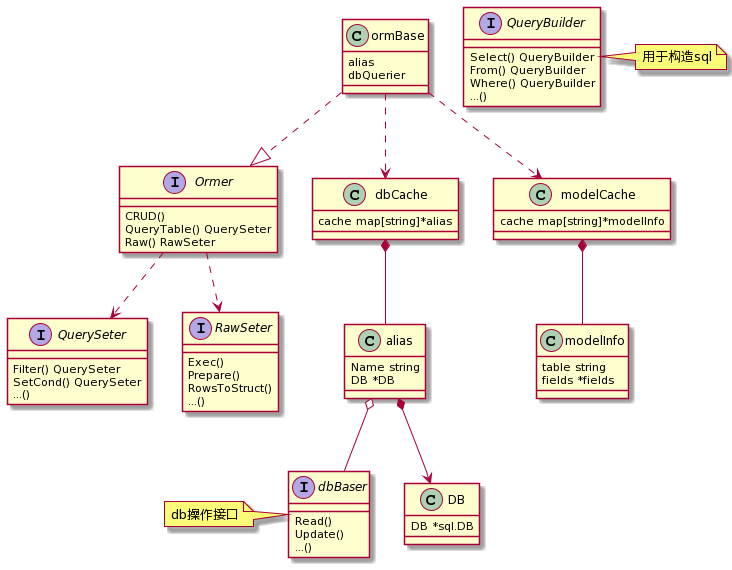 C ormBase
alias
dbQuerier
I QueryBuilder
Select() QueryBuilder
From() QueryBuilder
Where() QueryBuilder
...()
用于构造sql
I Ormer
CRUD()
QueryTable() QuerySeter
Raw() RawSeter
C dbCache
cache map[string]*alias
C modelCache
cache map[string]*modelInfo
I QuerySeter
Filter() QuerySeter
SetCond() QuerySeter
...()
I RawSeter
Exec()
Prepare()
RowsToStruct()
...()
C alias
Name string
DB *DB
C modelInfo
table string
fields *fields
db操作接口
I dbBaser
Read()
Update()
...()
C DB
DB *sql.DB